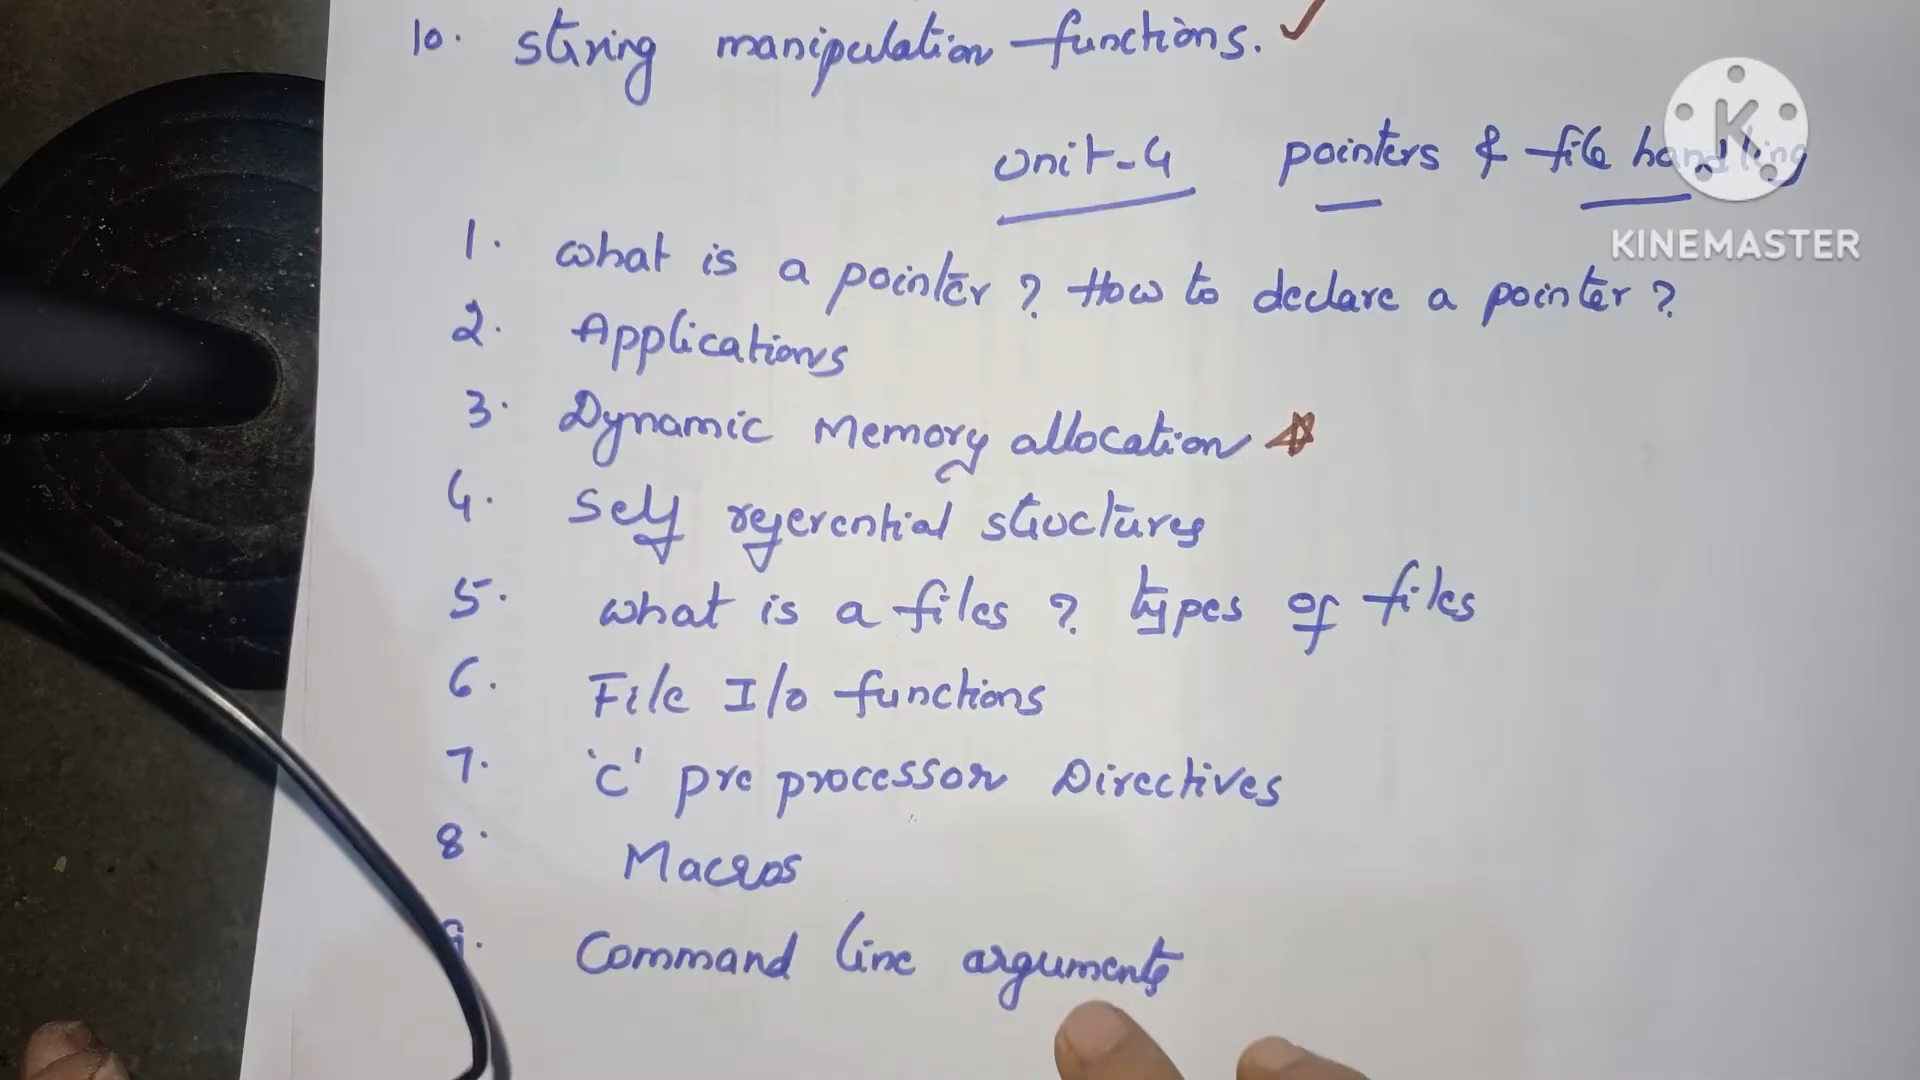 10. string manipulation functions.
Unit-4 pointers & file handling
KINEMASTER
1. what is a pointer ? How to declare a pointer ?
2. Applications
3. Dynamic Memory allocation
4. Self referential structures
5. what is a files ? types of files
6. File I/o functions
7. 'C' pre processor Directives
8. Macros
9. Command line arguments